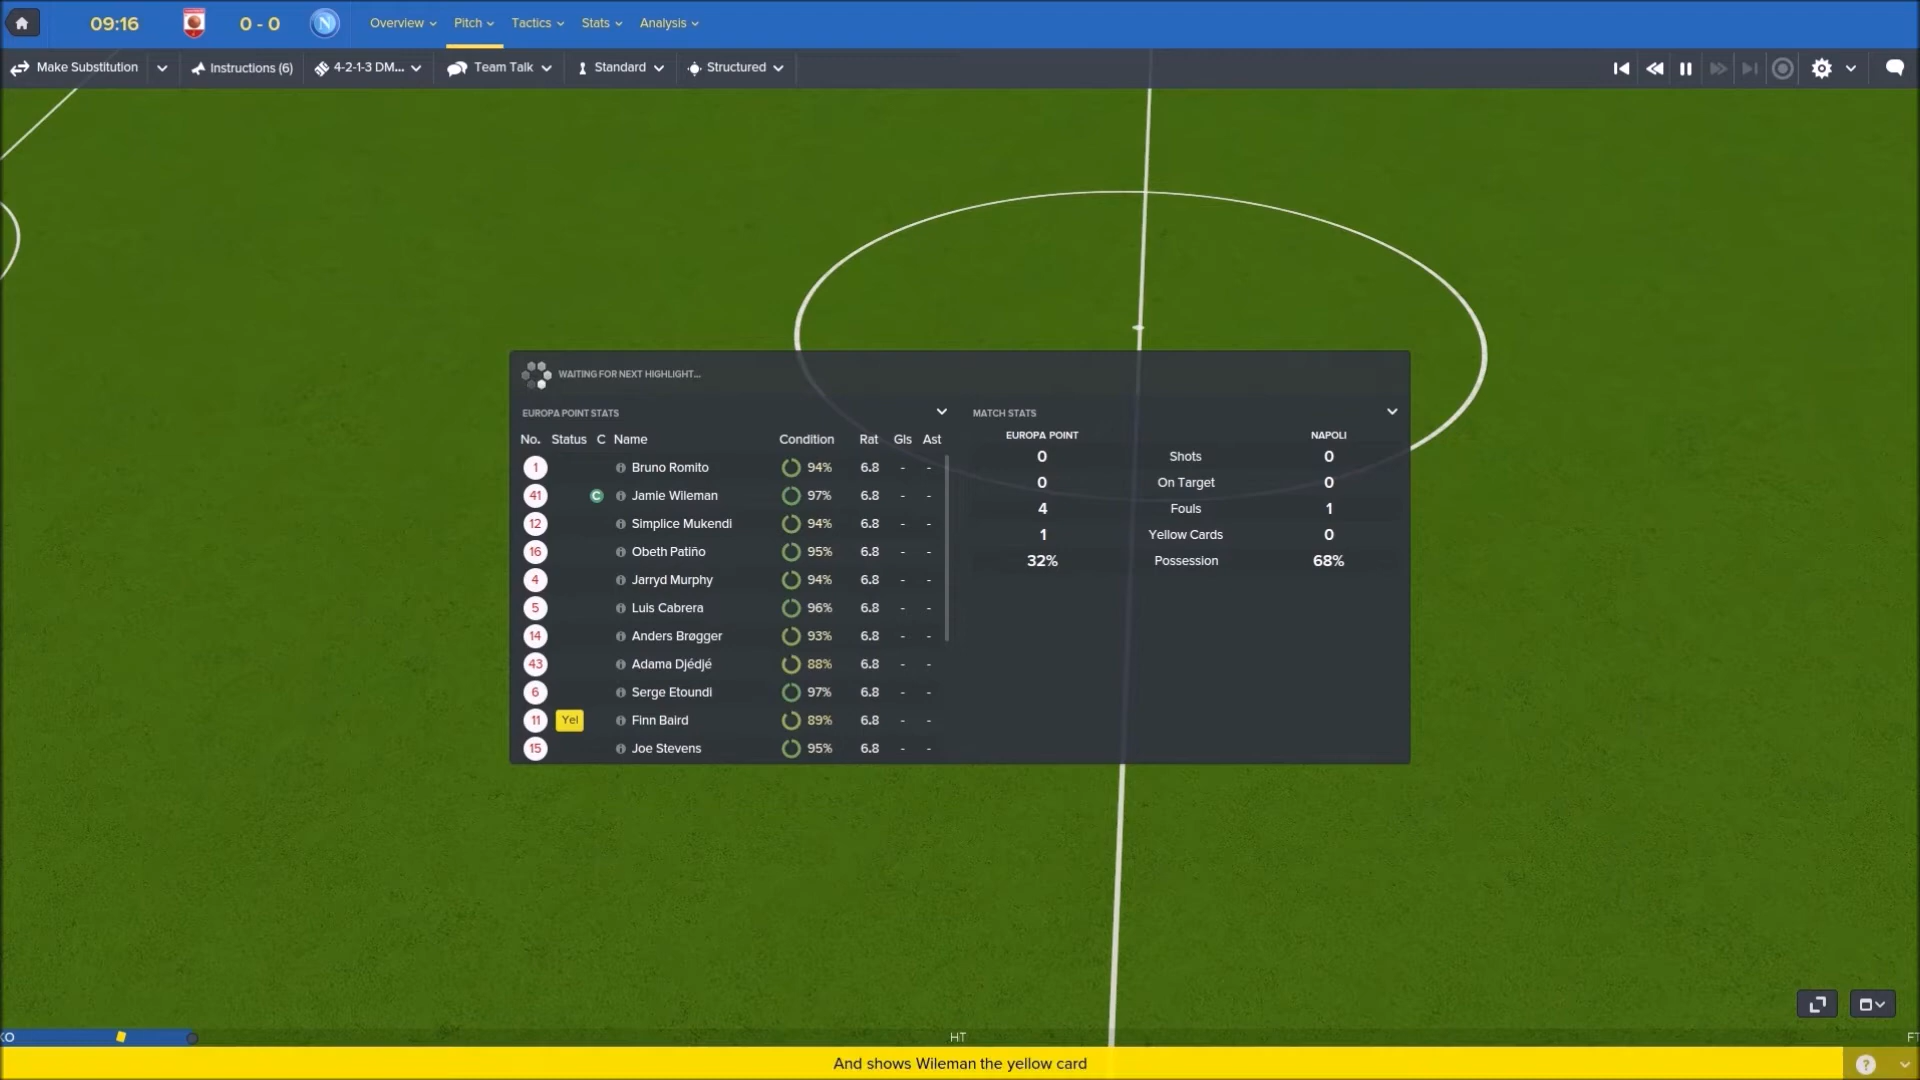 09:16 0 - 0 N Overview Pitch Tactics Stats Analysis
Make Substitution Instructions (6) 4-2-1-3 DM... Team Talk Standard Structured
WAITING FOR NEXT HIGHLIGHT...
EUROPA POINT STATS
No. Status C Name Condition Rat Gls Ast
1 Bruno Romito 94% 6.8 - -
41 C Jamie Wileman 97% 6.8 - -
12 Simplice Mukendi 94% 6.8 - -
16 Obeth Patiño 95% 6.8 - -
4 Jarryd Murphy 94% 6.8 - -
5 Luis Cabrera 96% 6.8 - -
14 Anders Brøgger 93% 6.8 - -
43 Adama Djédjé 88% 6.8 - -
6 Serge Etoundi 97% 6.8 - -
11 Yel Finn Baird 89% 6.8 - -
15 Joe Stevens 95% 6.8 - -
MATCH STATS
EUROPA POINT NAPOLI
0 Shots 0
0 On Target 0
4 Fouls 1
1 Yellow Cards 0
32% Possession 68%
KO HT FT
And shows Wileman the yellow card
?